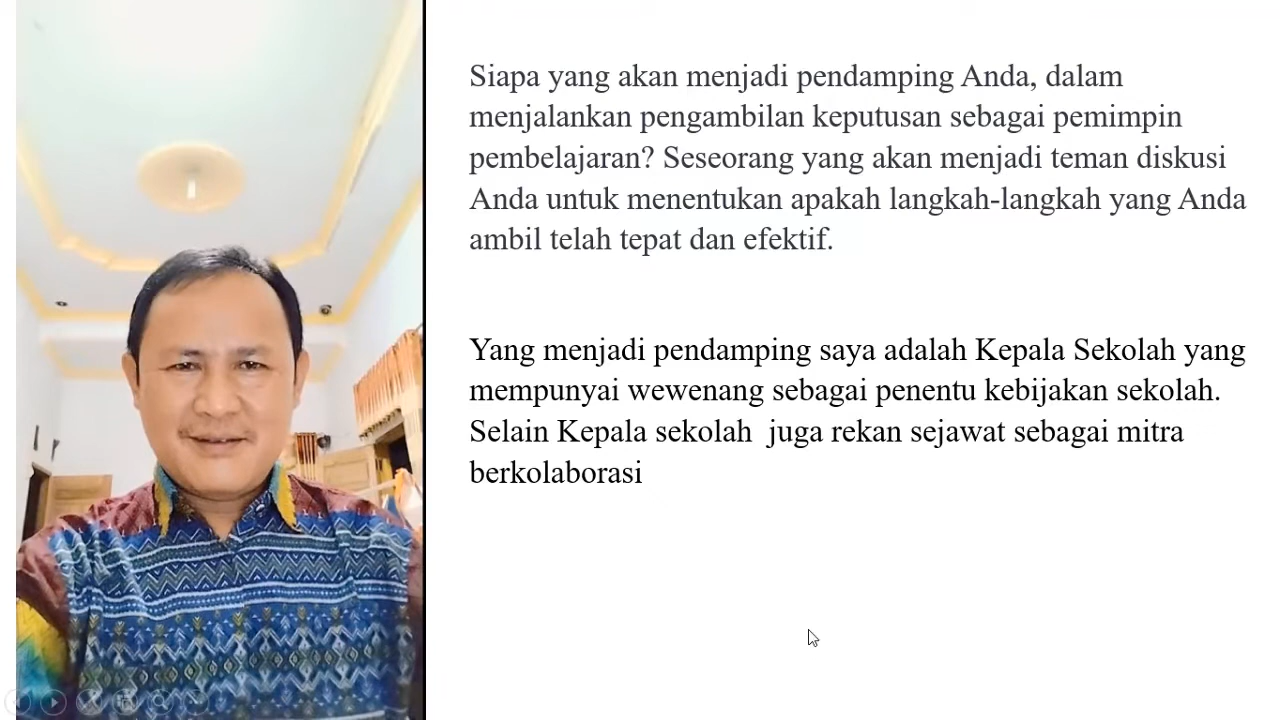 Siapa yang akan menjadi pendamping Anda, dalam
menjalankan pengambilan keputusan sebagai pemimpin
pembelajaran? Seseorang yang akan menjadi teman diskusi
Anda untuk menentukan apakah langkah-langkah yang Anda
ambil telah tepat dan efektif.
Yang menjadi pendamping saya adalah Kepala Sekolah yang
mempunyai wewenang sebagai penentu kebijakan sekolah.
Selain Kepala sekolah  juga rekan sejawat sebagai mitra
berkolaborasi